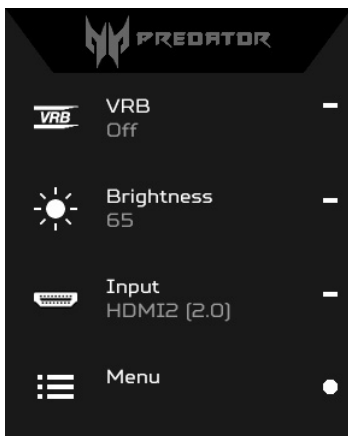 PREDATOR
VRB
VRB
Off
Brightness
65
Input
HDMI2 (2.0)
Menu